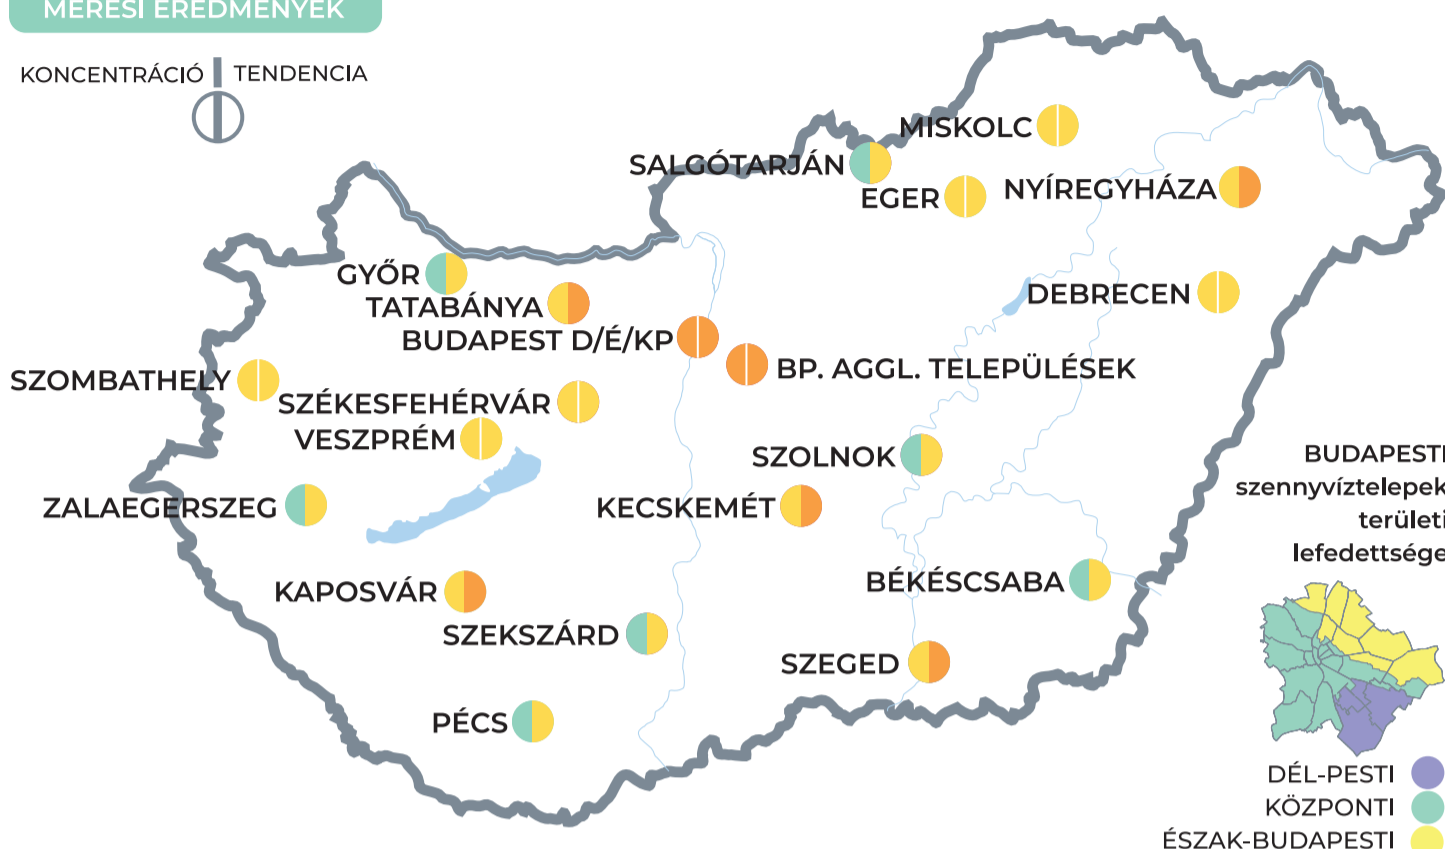 MÉRÉSI EREDMÉNYEK
KONCENTRÁCIÓ
TENDENCIA
MISKOLC
SALGÓTARJÁN
EGER
NYÍREGYHÁZA
GYŐR
TATABÁNYA
DEBRECEN
BUDAPEST D/É/KP
BP. AGGL. TELEPÜLÉSEK
SZOMBATHELY
SZÉKESFEHÉRVÁR
VESZPRÉM
SZOLNOK
ZALAEGERSZEG
KECSKEMÉT
KAPOSVÁR
BÉKÉSCSABA
SZEKSZÁRD
SZEGED
PÉCS
BUDAPESTI
szennyvíztelepek
területi
lefedettsége
DÉL-PESTI
KÖZPONTI
ÉSZAK-BUDAPESTI